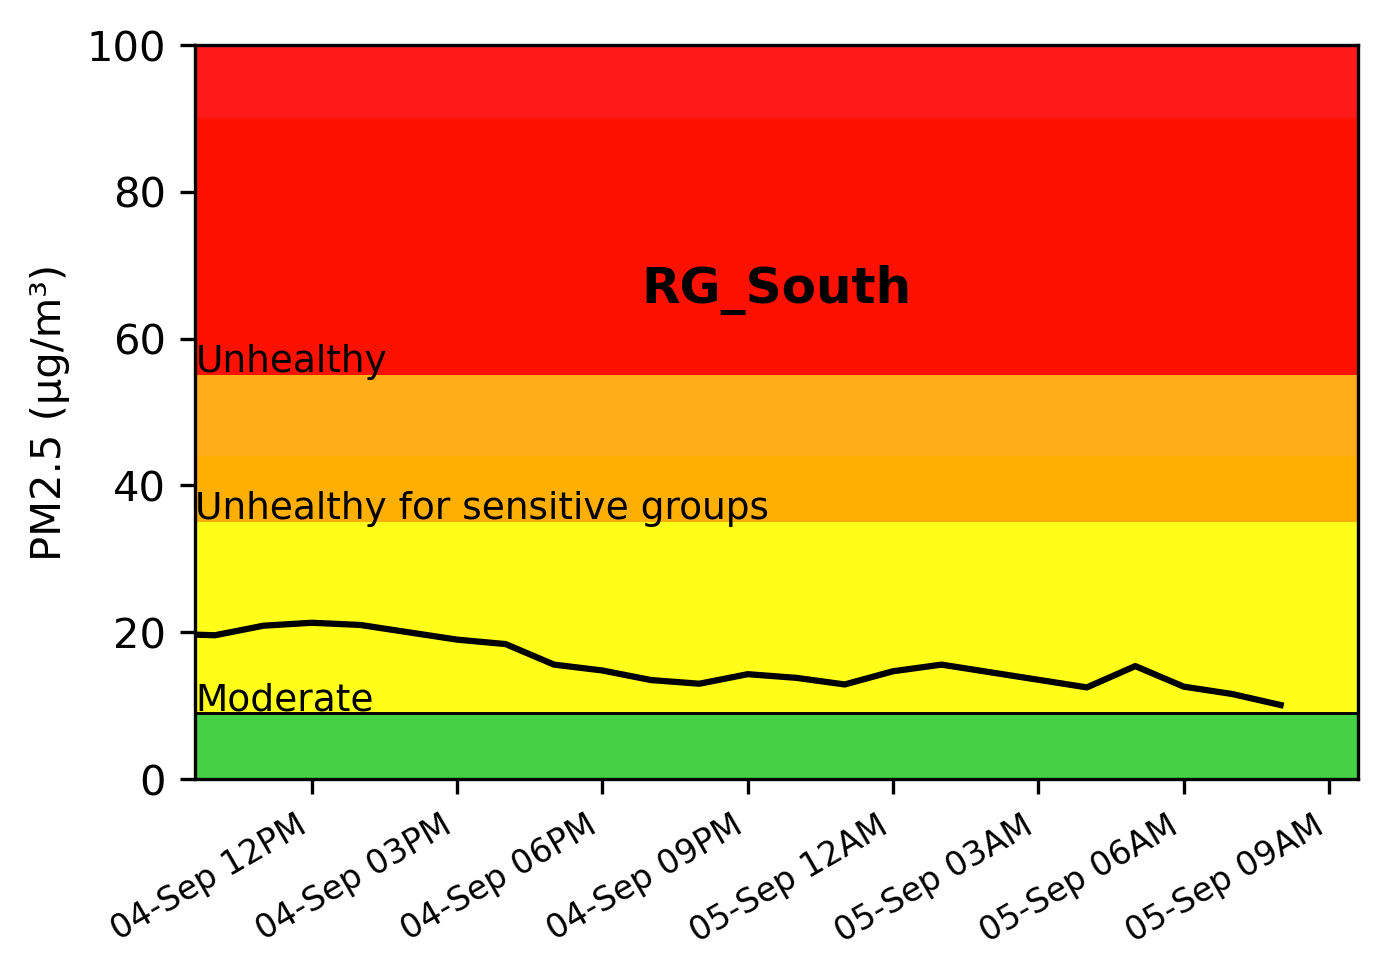 100
80
60
40
20
0
PM2.5 (µg/m³)
RG_South
Unhealthy
Unhealthy for sensitive groups
Moderate
04-Sep 12PM
04-Sep 03PM
04-Sep 06PM
04-Sep 09PM
05-Sep 12AM
05-Sep 03AM
05-Sep 06AM
05-Sep 09AM